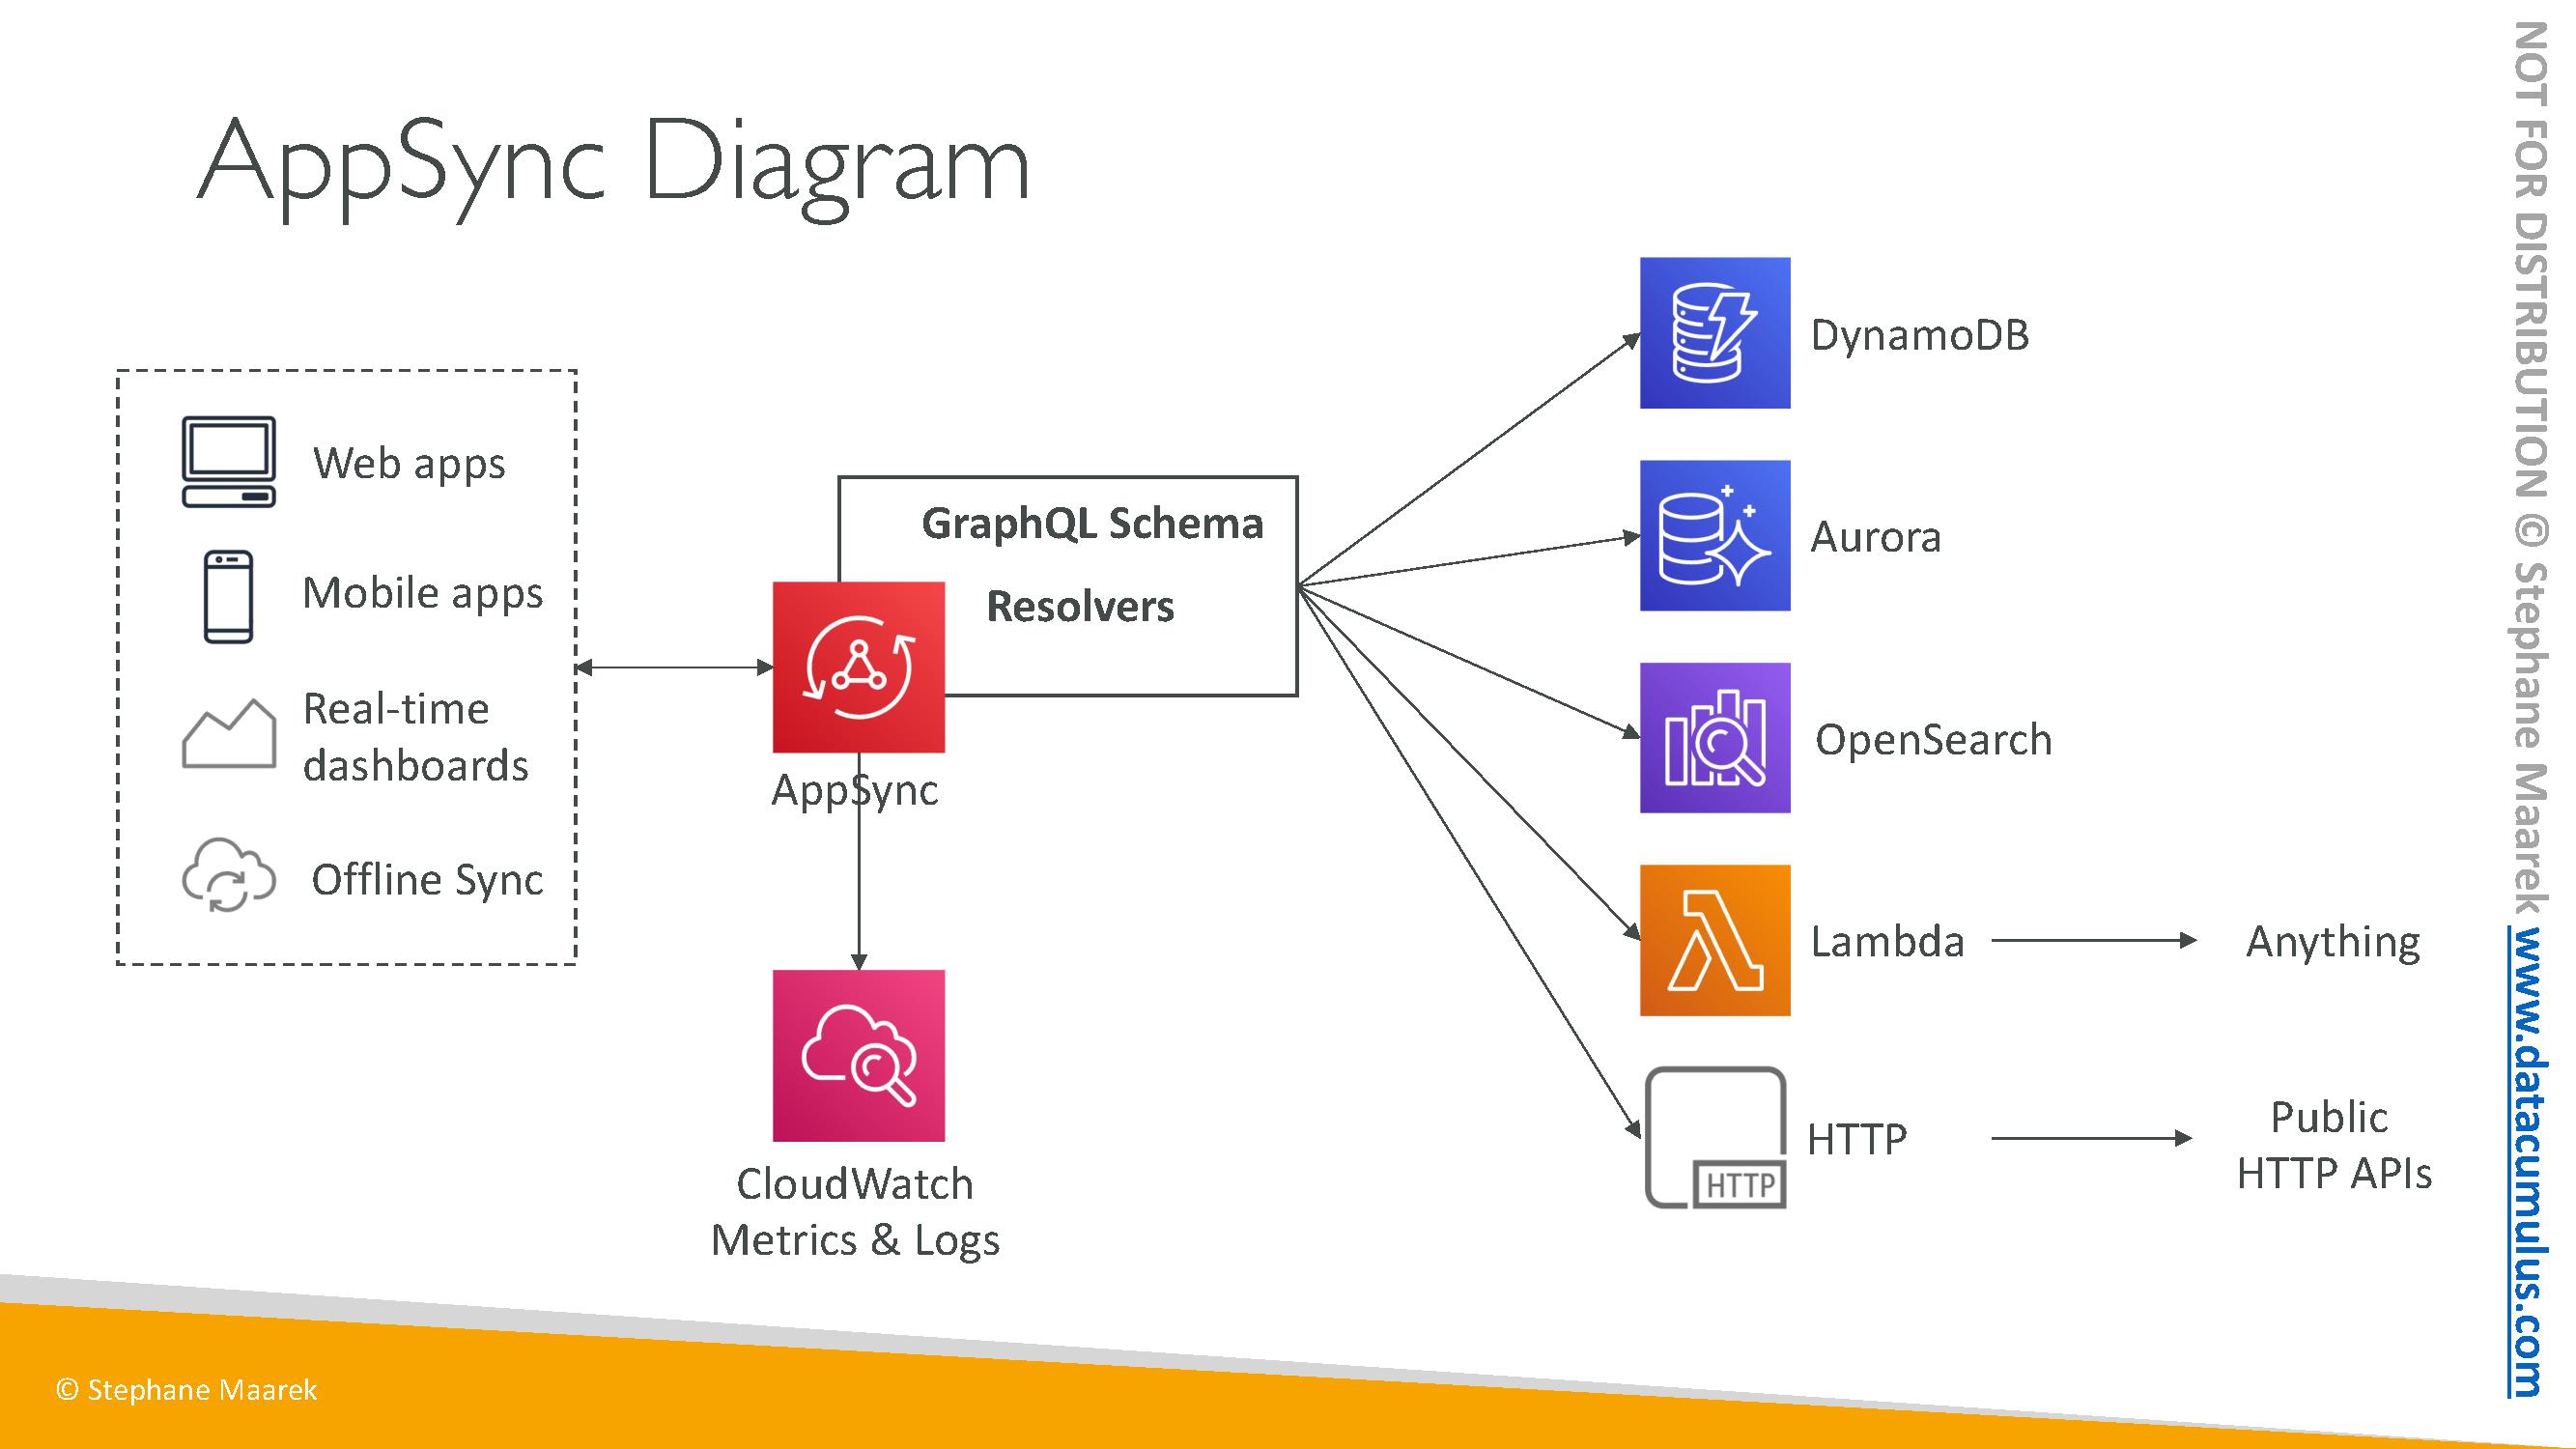 AppSync Diagram
Web apps
Mobile apps
Real-time
dashboards
Offline Sync
GraphQL Schema
Resolvers
AppSync
CloudWatch
Metrics & Logs
DynamoDB
Aurora
OpenSearch
Lambda
Anything
HTTP
HTTP
Public
HTTP APIs
© Stephane Maarek
NOT FOR DISTRIBUTION © Stephane Maarek www.datacumulus.com